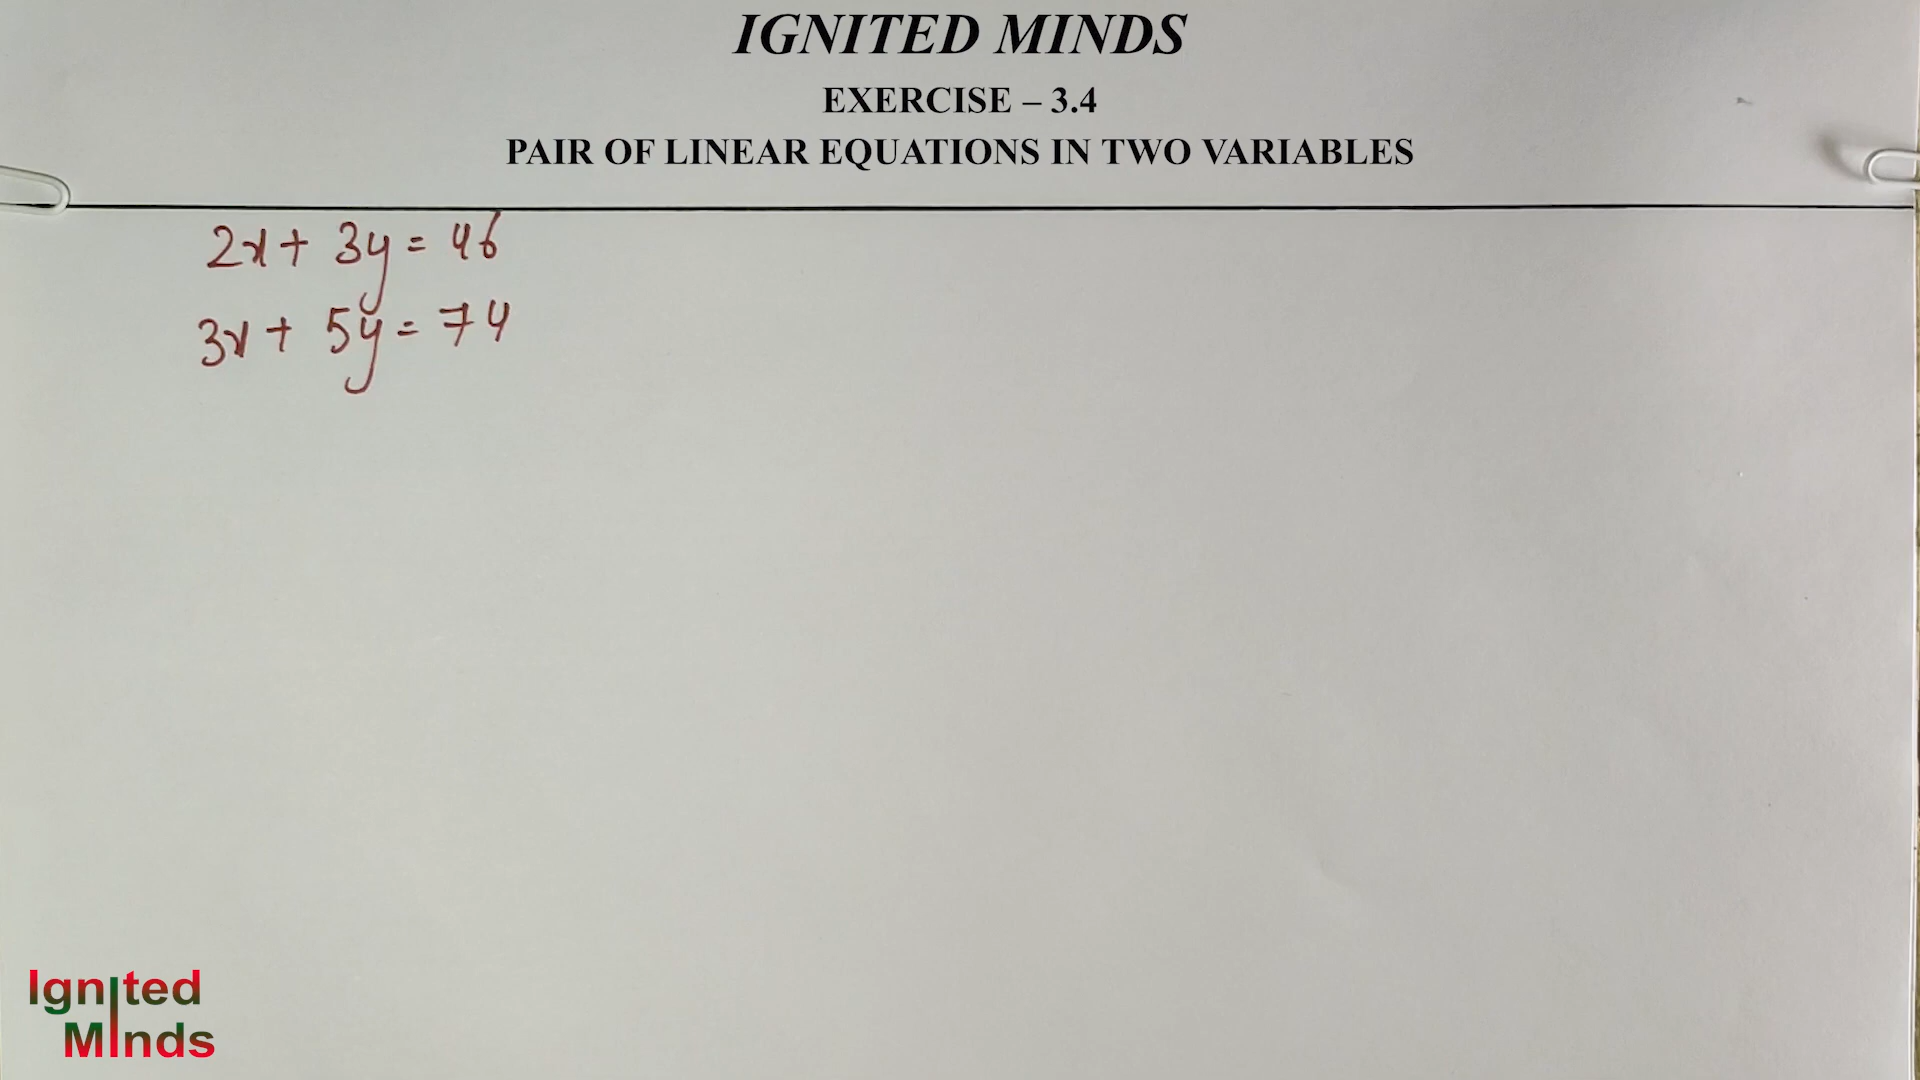 IGNITED MINDS
EXERCISE – 3.4
PAIR OF LINEAR EQUATIONS IN TWO VARIABLES
2x + 3y = 46
3x + 5y = 74
Ignited
Minds